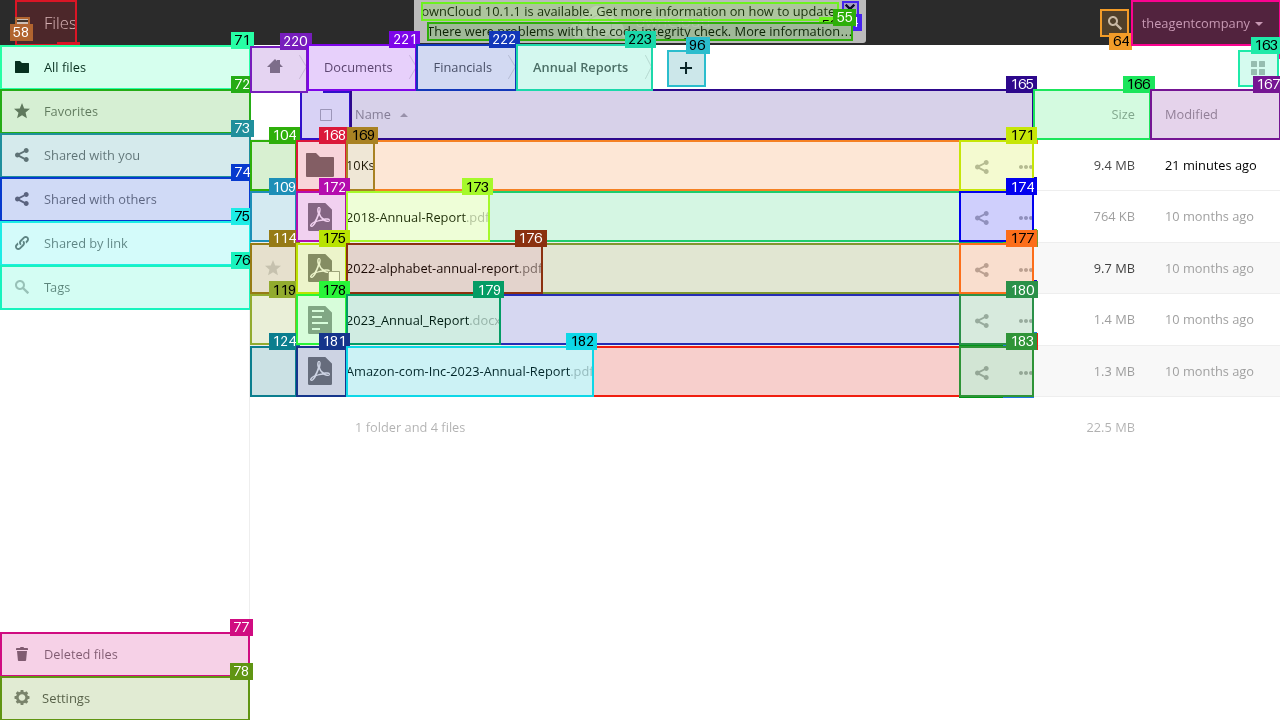 ownCloud 10.1.1 is available. Get more information on how to update.
There were problems with the code integrity check. More information...
Files
theagentcompany
58
55
64
71
All files
72
Favorites
73
Shared with you
74
Shared with others
75
Shared by link
76
Tags
77
Deleted files
78
Settings
220
221
Documents
222
Financials
223
Annual Reports
96
+
163
165
Name
166
Size
167
Modified
104
168
169
10Ks
171
9.4 MB
21 minutes ago
109
172
173
2018-Annual-Report.pdf
174
764 KB
10 months ago
114
175
176
2022-alphabet-annual-report.pdf
177
9.7 MB
10 months ago
119
178
179
2023_Annual_Report.docx
180
1.4 MB
10 months ago
124
181
182
Amazon-com-Inc-2023-Annual-Report.pdf
183
1.3 MB
10 months ago
1 folder and 4 files
22.5 MB